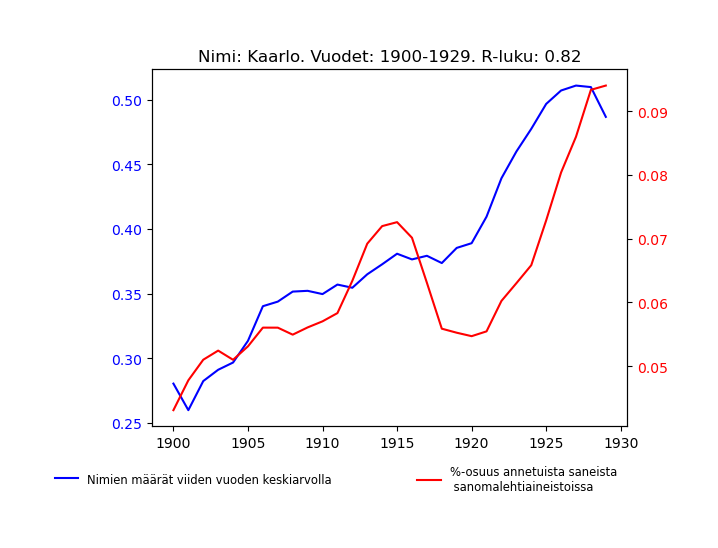 Nimi: Kaarlo. Vuodet: 1900-1929. R-luku: 0.82
0.50
0.45
0.40
0.35
0.30
0.25
0.09
0.08
0.07
0.06
0.05
1900 1905 1910 1915 1920 1925 1930
Nimien määrät viiden vuoden keskiarvolla
%-osuus annetuista saneista
sanomalehtiaineistoissa